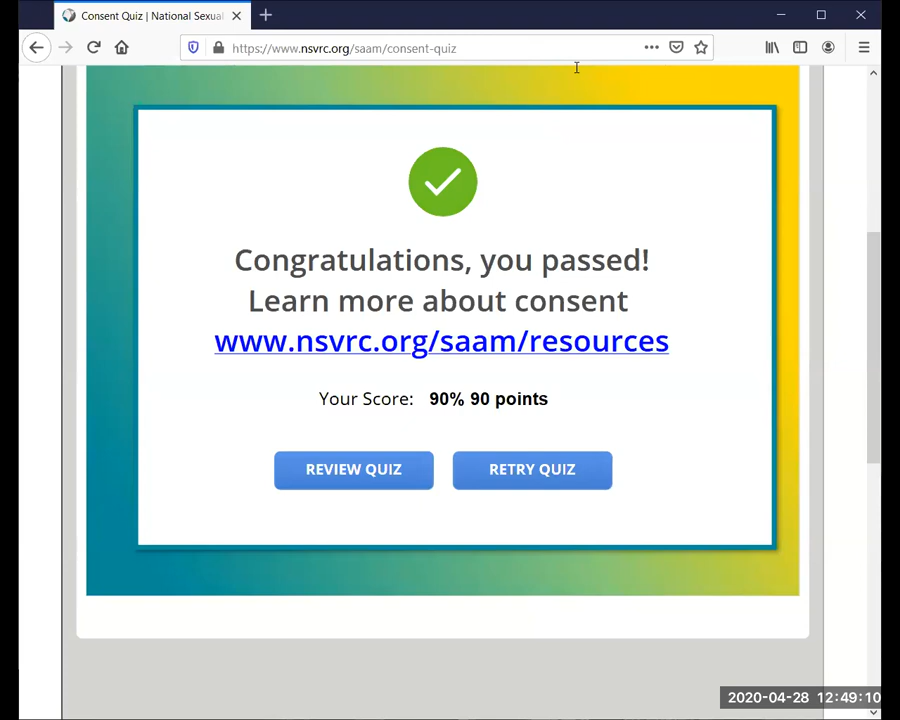 Consent Quiz | National Sexual
https://www.nsvrc.org/saam/consent-quiz
Congratulations, you passed!
Learn more about consent
www.nsvrc.org/saam/resources
Your Score: 90% 90 points
REVIEW QUIZ RETRY QUIZ
2020-04-28 12:49:10